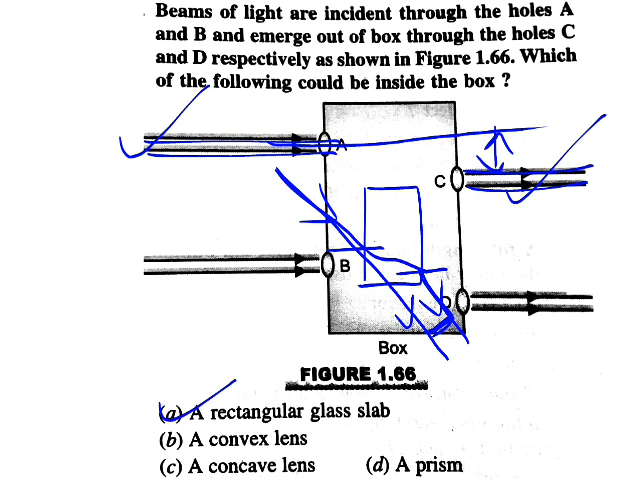 Beams of light are incident through the holes A
and B and emerge out of box through the holes C
and D respectively as shown in Figure 1.66. Which
of the following could be inside the box ?
A
C
B
D
Box
FIGURE 1.66
(a) A rectangular glass slab
(b) A convex lens
(c) A concave lens (d) A prism